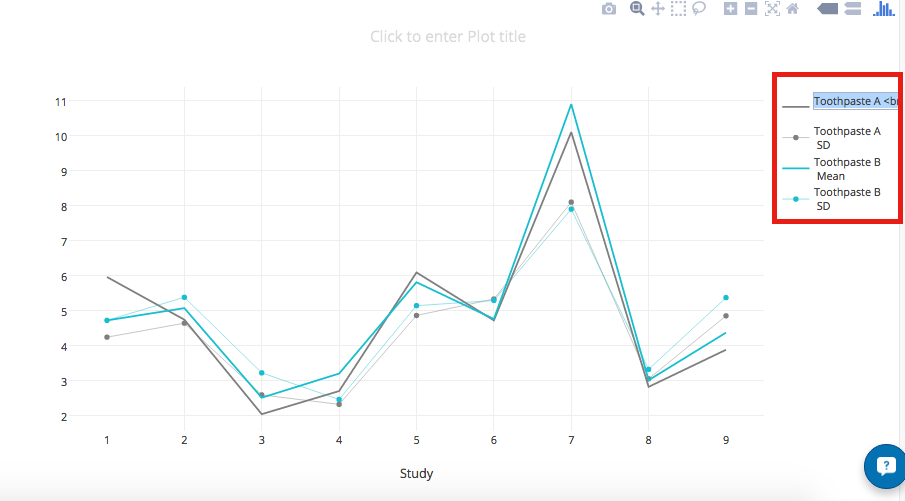 Click to enter Plot title
11
10
9
8
7
6
5
4
3
2
1 2 3 4 5 6 7 8 9
Study
Toothpaste A <b
Toothpaste A
SD
Toothpaste B
Mean
Toothpaste B
SD
?